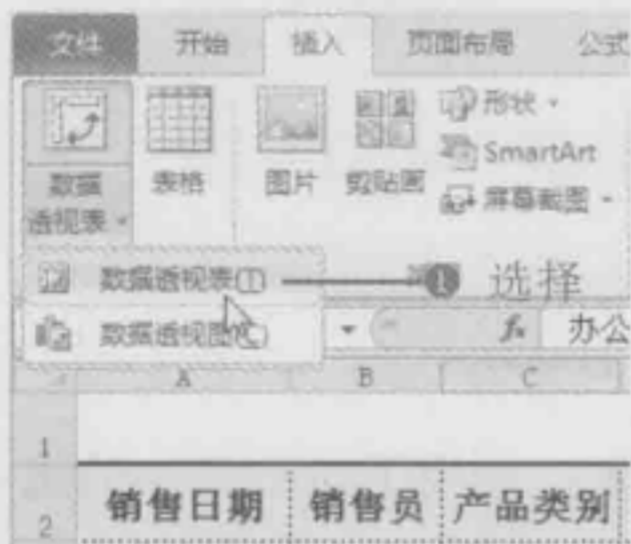 文件 开始 插入 页面布局 公式
数据
透视表
表格
图片
剪贴画
形状
SmartArt
屏幕截图
数据透视表(T)
❶ 选择
数据透视图(C)
fx 办公
A B C
1
2 销售日期 销售员 产品类别